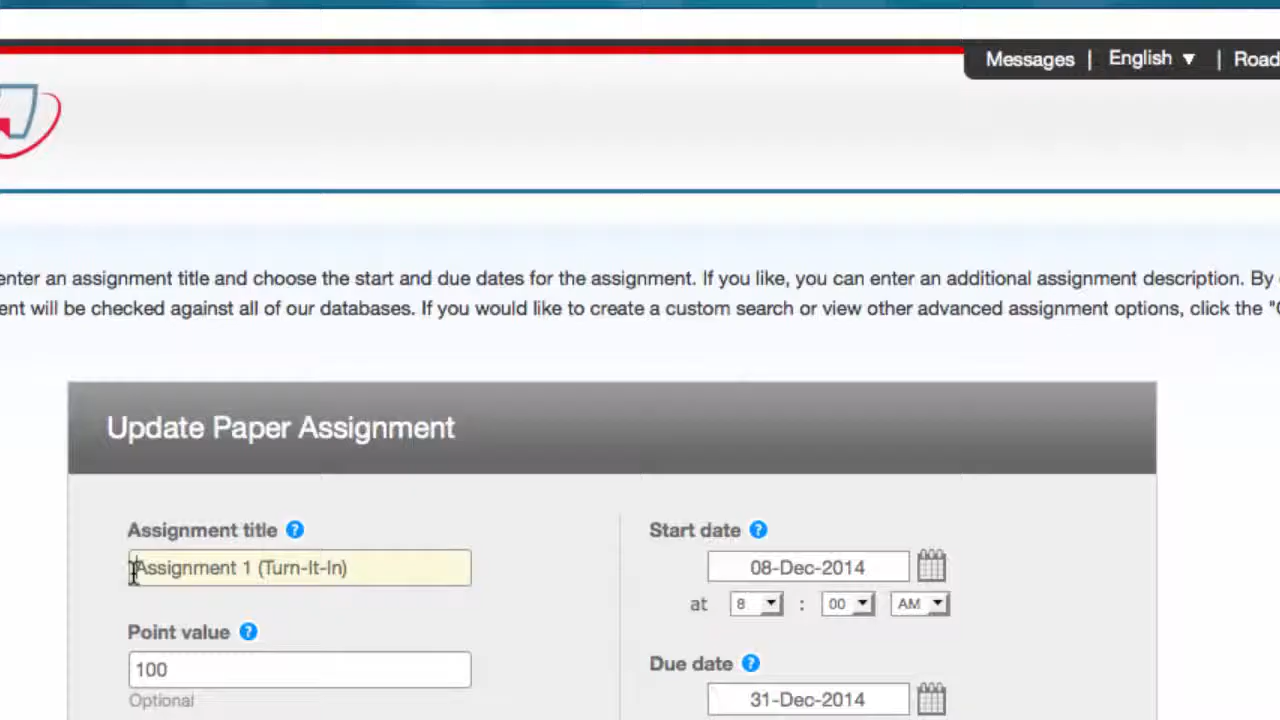 Messages | English ▼ | Road
enter an assignment title and choose the start and due dates for the assignment. If you like, you can enter an additional assignment description. By
ent will be checked against all of our databases. If you would like to create a custom search or view other advanced assignment options, click the "
Update Paper Assignment
Assignment title ?
Assignment 1 (Turn-It-In)
Point value ?
100
Optional
Start date ?
08-Dec-2014
at 8 : 00 AM
Due date ?
31-Dec-2014